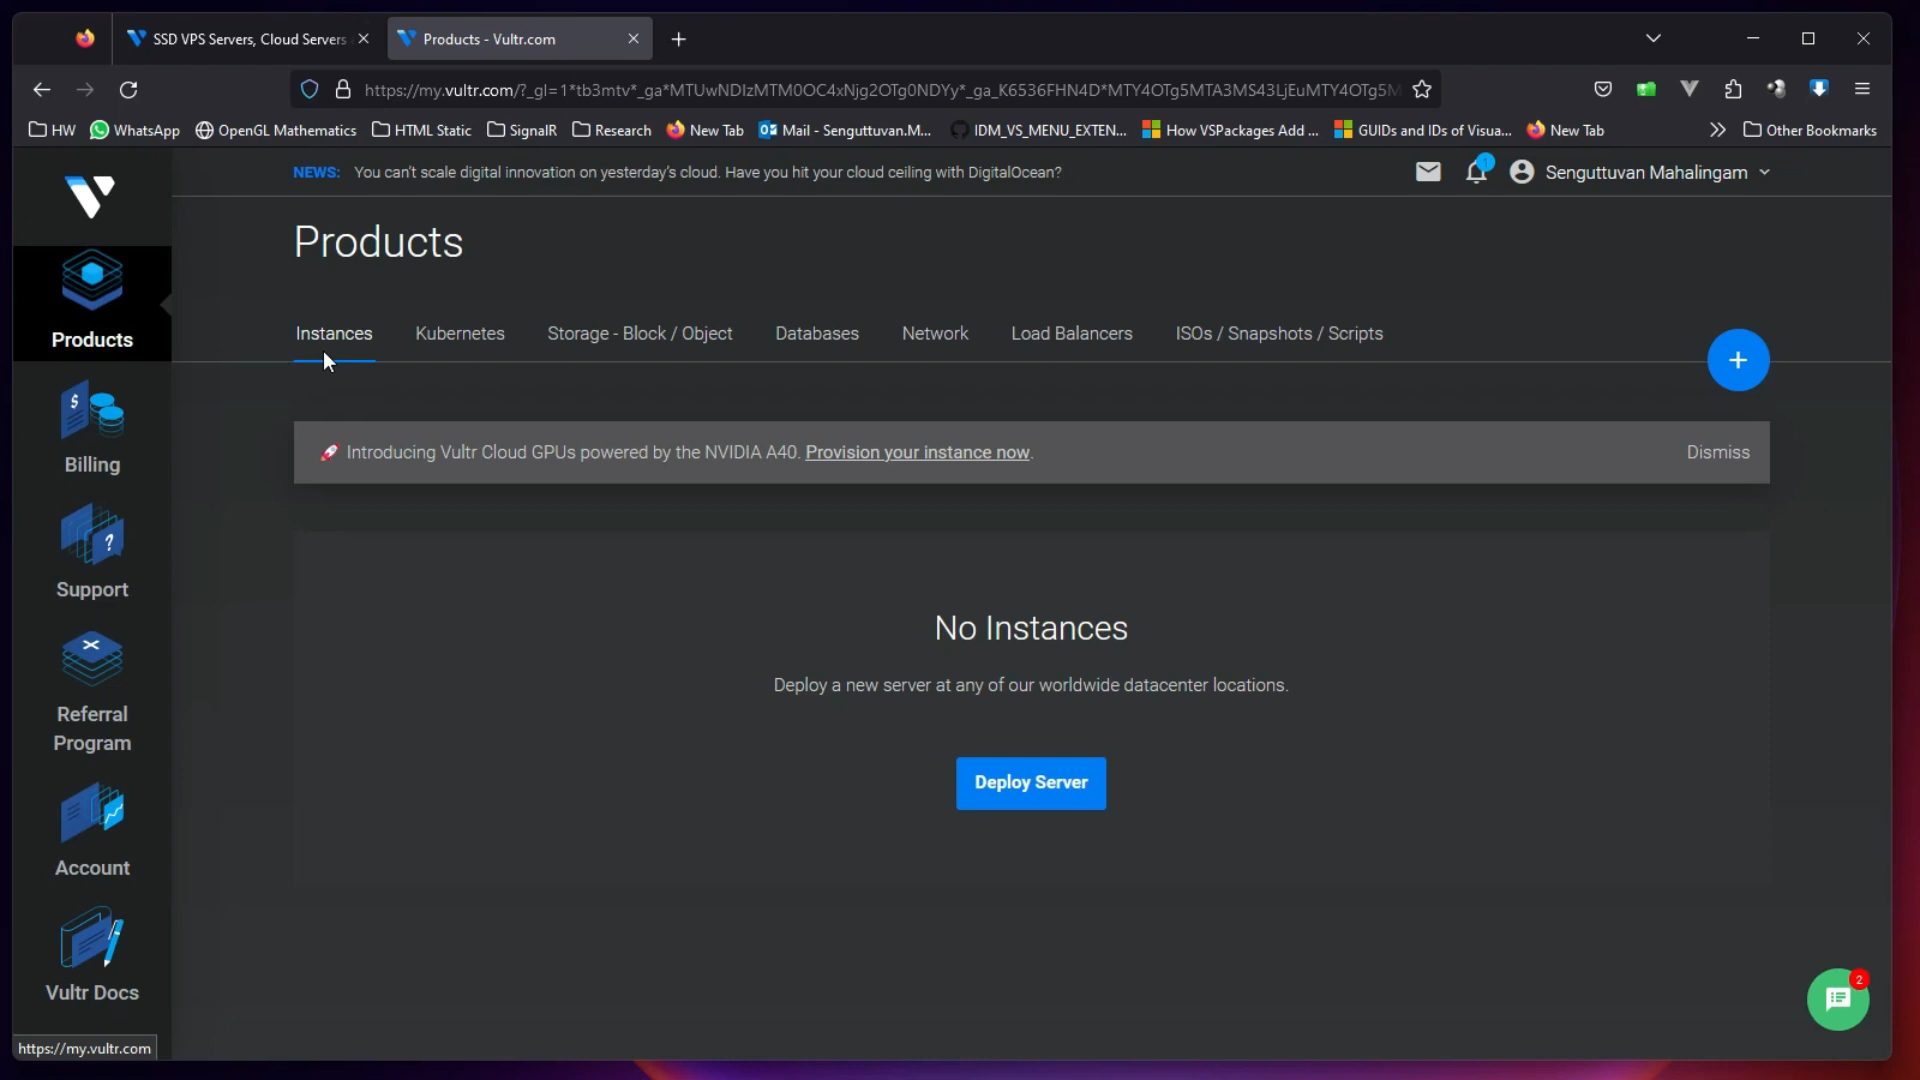 SSD VPS Servers, Cloud Servers
Products - Vultr.com
https://my.vultr.com/?_gl=1*tb3mtv*_ga*MTUwNDIzMTM0OC4xNjg2OTg0NDYy*_ga_K6536FHN4D*MTY4OTg5MTA3MS43LjEuMTY4OTg5M
HW
WhatsApp
OpenGL Mathematics
HTML Static
SignalR
Research
New Tab
Mail - Senguttuvan.M...
IDM_VS_MENU_EXTEN...
How VSPackages Add ...
GUIDs and IDs of Visua...
New Tab
Other Bookmarks
NEWS: You can't scale digital innovation on yesterday's cloud. Have you hit your cloud ceiling with DigitalOcean?
1
Senguttuvan Mahalingam
Products
Instances
Kubernetes
Storage - Block / Object
Databases
Network
Load Balancers
ISOs / Snapshots / Scripts
+
Introducing Vultr Cloud GPUs powered by the NVIDIA A40. Provision your instance now.
Dismiss
No Instances
Deploy a new server at any of our worldwide datacenter locations.
Deploy Server
Products
Billing
Support
Referral
Program
Account
Vultr Docs
2
https://my.vultr.com